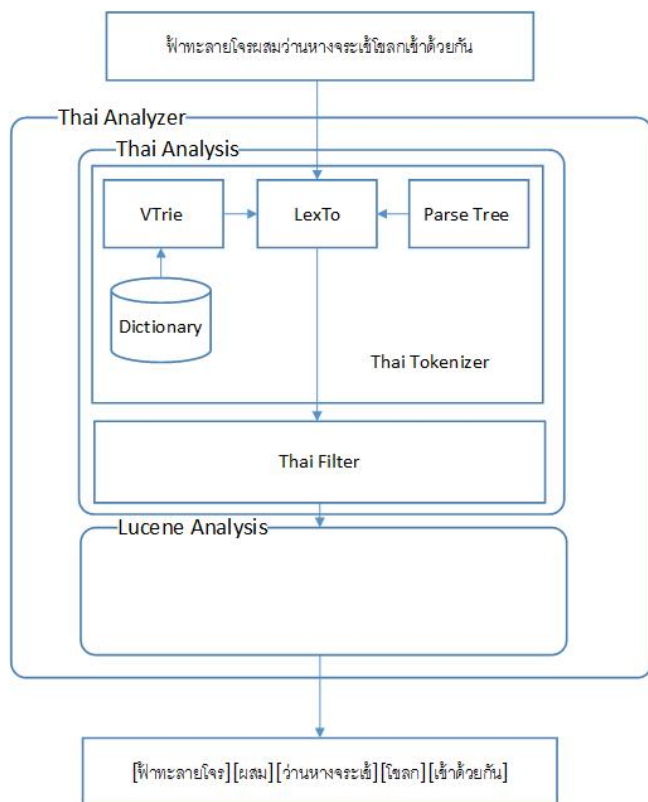 ฟ้าทะลายโจรผสมว่านหางจระเข้โขลกเข้าด้วยกัน
Thai Analyzer
Thai Analysis
VTrie
LexTo
Parse Tree
Dictionary
Thai Tokenizer
Thai Filter
Lucene Analysis
[ฟ้าทะลายโจร][ผสม][ว่านหางจระเข้][โขลก][เข้าด้วยกัน]